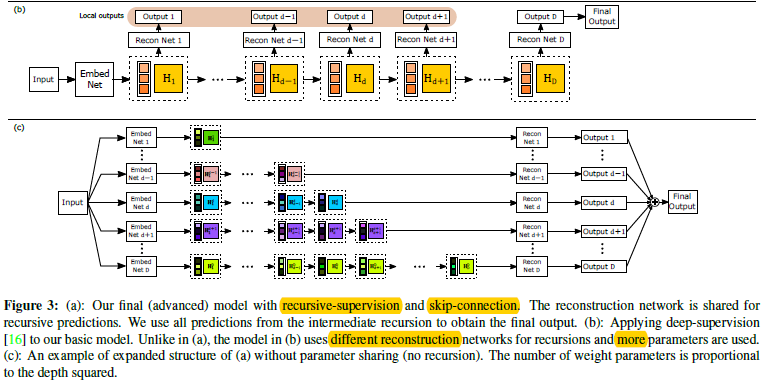 (b)
Local outputs
Output 1
Output d−1
Output d
Output d+1
Output D
Final Output
Recon Net 1
Recon Net d−1
Recon Net d
Recon Net d+1
Recon Net D
Input
Embed Net
H1
...
Hd−1
Hd
Hd+1
...
HD
(c)
Embed Net 1
Recon Net 1
Output 1
Embed Net d−1
...
Recon Net d−1
Output d−1
Input
Embed Net d
...
Recon Net d
Output d
Final Output
Embed Net d+1
...
Recon Net d+1
Output d+1
Embed Net D
...
...
Recon Net D
Output D
Figure 3: (a): Our final (advanced) model with recursive-supervision and skip-connection. The reconstruction network is shared for
recursive predictions. We use all predictions from the intermediate recursion to obtain the final output. (b): Applying deep-supervision
[16] to our basic model. Unlike in (a), the model in (b) uses different reconstruction networks for recursions and more parameters are used.
(c): An example of expanded structure of (a) without parameter sharing (no recursion). The number of weight parameters is proportional
to the depth squared.